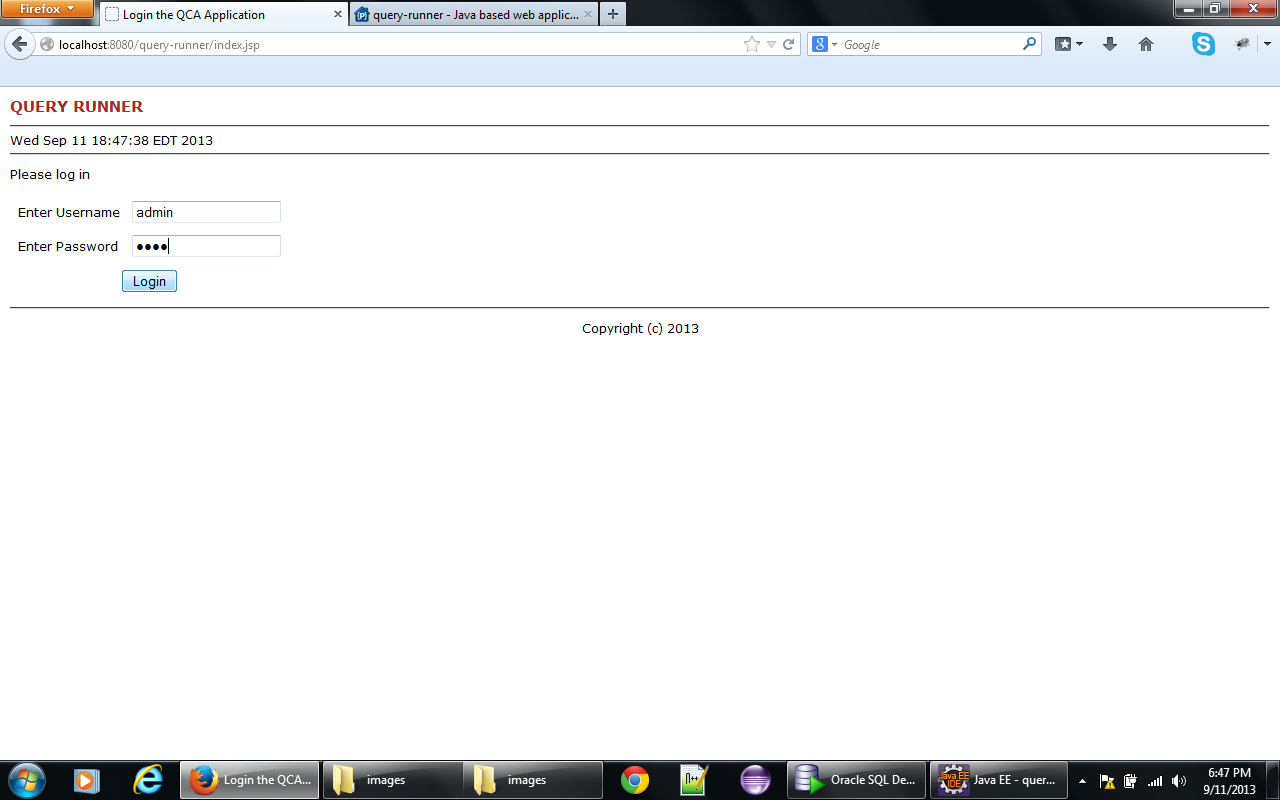 Firefox
Login the QCA Application
query-runner - Java based web applic...
localhost:8080/query-runner/index.jsp
Google
QUERY RUNNER
Wed Sep 11 18:47:38 EDT 2013
Please log in
Enter Username admin
Enter Password ••••
Login
Copyright (c) 2013
Login the QCA...
images
images
N++
Oracle SQL De...
Java EE IDE
Java EE - quer...
6:47 PM
9/11/2013